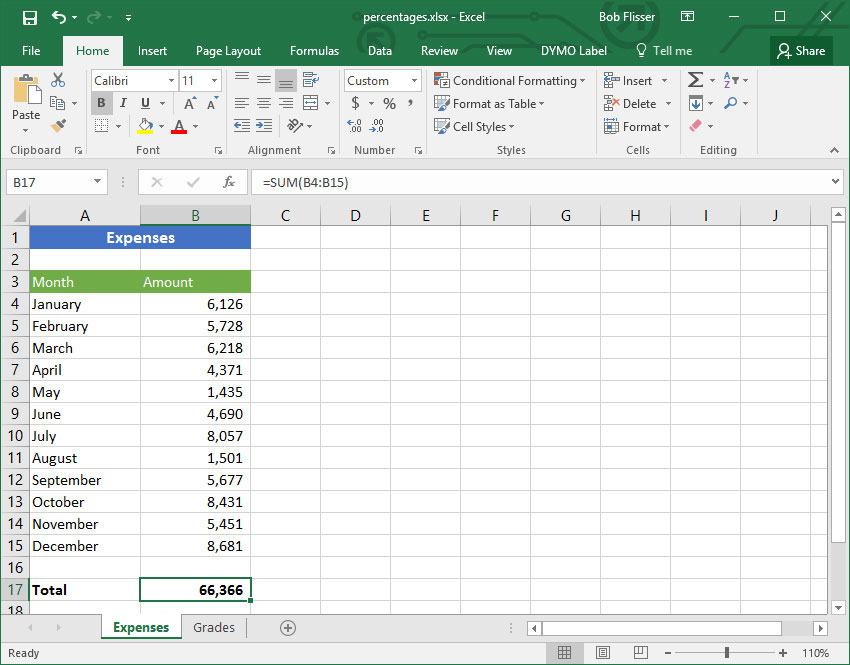 percentages.xlsx - Excel Bob Flisser
File Home Insert Page Layout Formulas Data Review View DYMO Label Tell me Share
Calibri 11 Custom Conditional Formatting Insert
Paste B I U A A $ % , Format as Table Delete
A .00 .0 Cell Styles Format
Clipboard Font Alignment Number Styles Cells Editing
B17 fx =SUM(B4:B15)
A B C D E F G H I J
1 Expenses
2
3 Month Amount
4 January 6,126
5 February 5,728
6 March 6,218
7 April 4,371
8 May 1,435
9 June 4,690
10 July 8,057
11 August 1,501
12 September 5,677
13 October 8,431
14 November 5,451
15 December 8,681
16
17 Total 66,366
18
Expenses Grades
Ready 110%